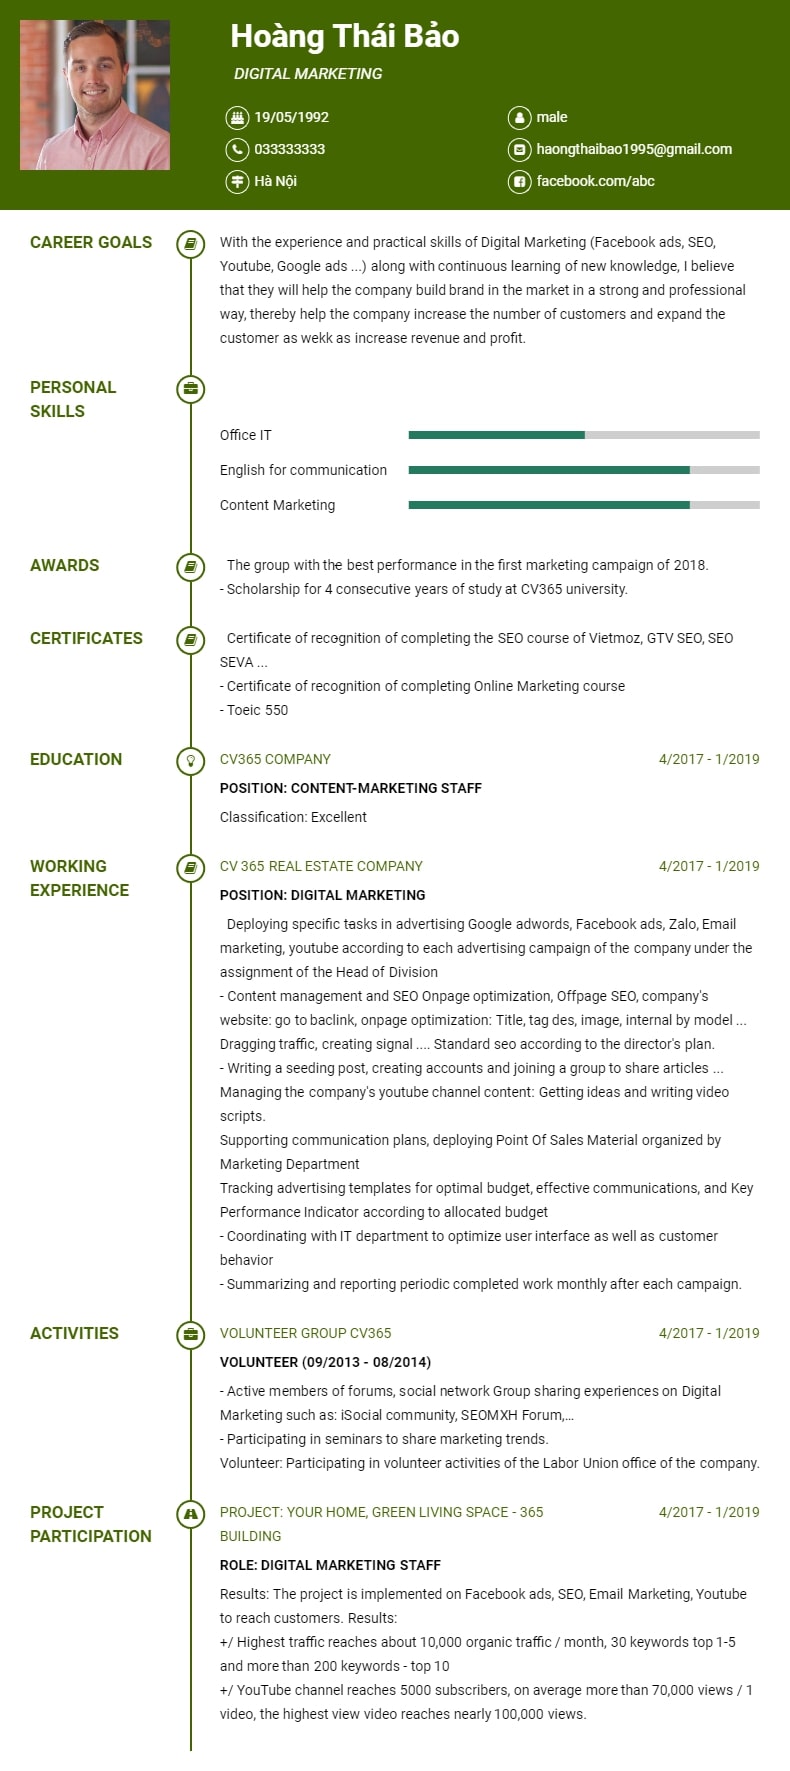 Hoàng Thái Bảo
DIGITAL MARKETING
19/05/1992
male
033333333
haongthaibao1995@gmail.com
Hà Nội
facebook.com/abc
CAREER GOALS
With the experience and practical skills of Digital Marketing (Facebook ads, SEO,
Youtube, Google ads ...) along with continuous learning of new knowledge, I believe
that they will help the company build brand in the market in a strong and professional
way, thereby help the company increase the number of customers and expand the
customer as wekk as increase revenue and profit.
PERSONAL
SKILLS
Office IT
English for communication
Content Marketing
AWARDS
The group with the best performance in the first marketing campaign of 2018.
- Scholarship for 4 consecutive years of study at CV365 university.
CERTIFICATES
Certificate of recognition of completing the SEO course of Vietmoz, GTV SEO, SEO
SEVA ...
- Certificate of recognition of completing Online Marketing course
- Toeic 550
EDUCATION
CV365 COMPANY 4/2017 - 1/2019
POSITION: CONTENT-MARKETING STAFF
Classification: Excellent
WORKING
EXPERIENCE
CV 365 REAL ESTATE COMPANY 4/2017 - 1/2019
POSITION: DIGITAL MARKETING
Deploying specific tasks in advertising Google adwords, Facebook ads, Zalo, Email
marketing, youtube according to each advertising campaign of the company under the
assignment of the Head of Division
- Content management and SEO Onpage optimization, Offpage SEO, company's
website: go to baclink, onpage optimization: Title, tag des, image, internal by model ...
Dragging traffic, creating signal .... Standard seo according to the director's plan.
- Writing a seeding post, creating accounts and joining a group to share articles ...
Managing the company's youtube channel content: Getting ideas and writing video
scripts.
Supporting communication plans, deploying Point Of Sales Material organized by
Marketing Department
Tracking advertising templates for optimal budget, effective communications, and Key
Performance Indicator according to allocated budget
- Coordinating with IT department to optimize user interface as well as customer
behavior
- Summarizing and reporting periodic completed work monthly after each campaign.
ACTIVITIES
VOLUNTEER GROUP CV365 4/2017 - 1/2019
VOLUNTEER (09/2013 - 08/2014)
- Active members of forums, social network Group sharing experiences on Digital
Marketing such as: iSocial community, SEOMXH Forum,...
- Participating in seminars to share marketing trends.
Volunteer: Participating in volunteer activities of the Labor Union office of the company.
PROJECT
PARTICIPATION
PROJECT: YOUR HOME, GREEN LIVING SPACE - 365 4/2017 - 1/2019
BUILDING
ROLE: DIGITAL MARKETING STAFF
Results: The project is implemented on Facebook ads, SEO, Email Marketing, Youtube
to reach customers. Results:
+/ Highest traffic reaches about 10,000 organic traffic / month, 30 keywords top 1-5
and more than 200 keywords - top 10
+/ YouTube channel reaches 5000 subscribers, on average more than 70,000 views / 1
video, the highest view video reaches nearly 100,000 views.